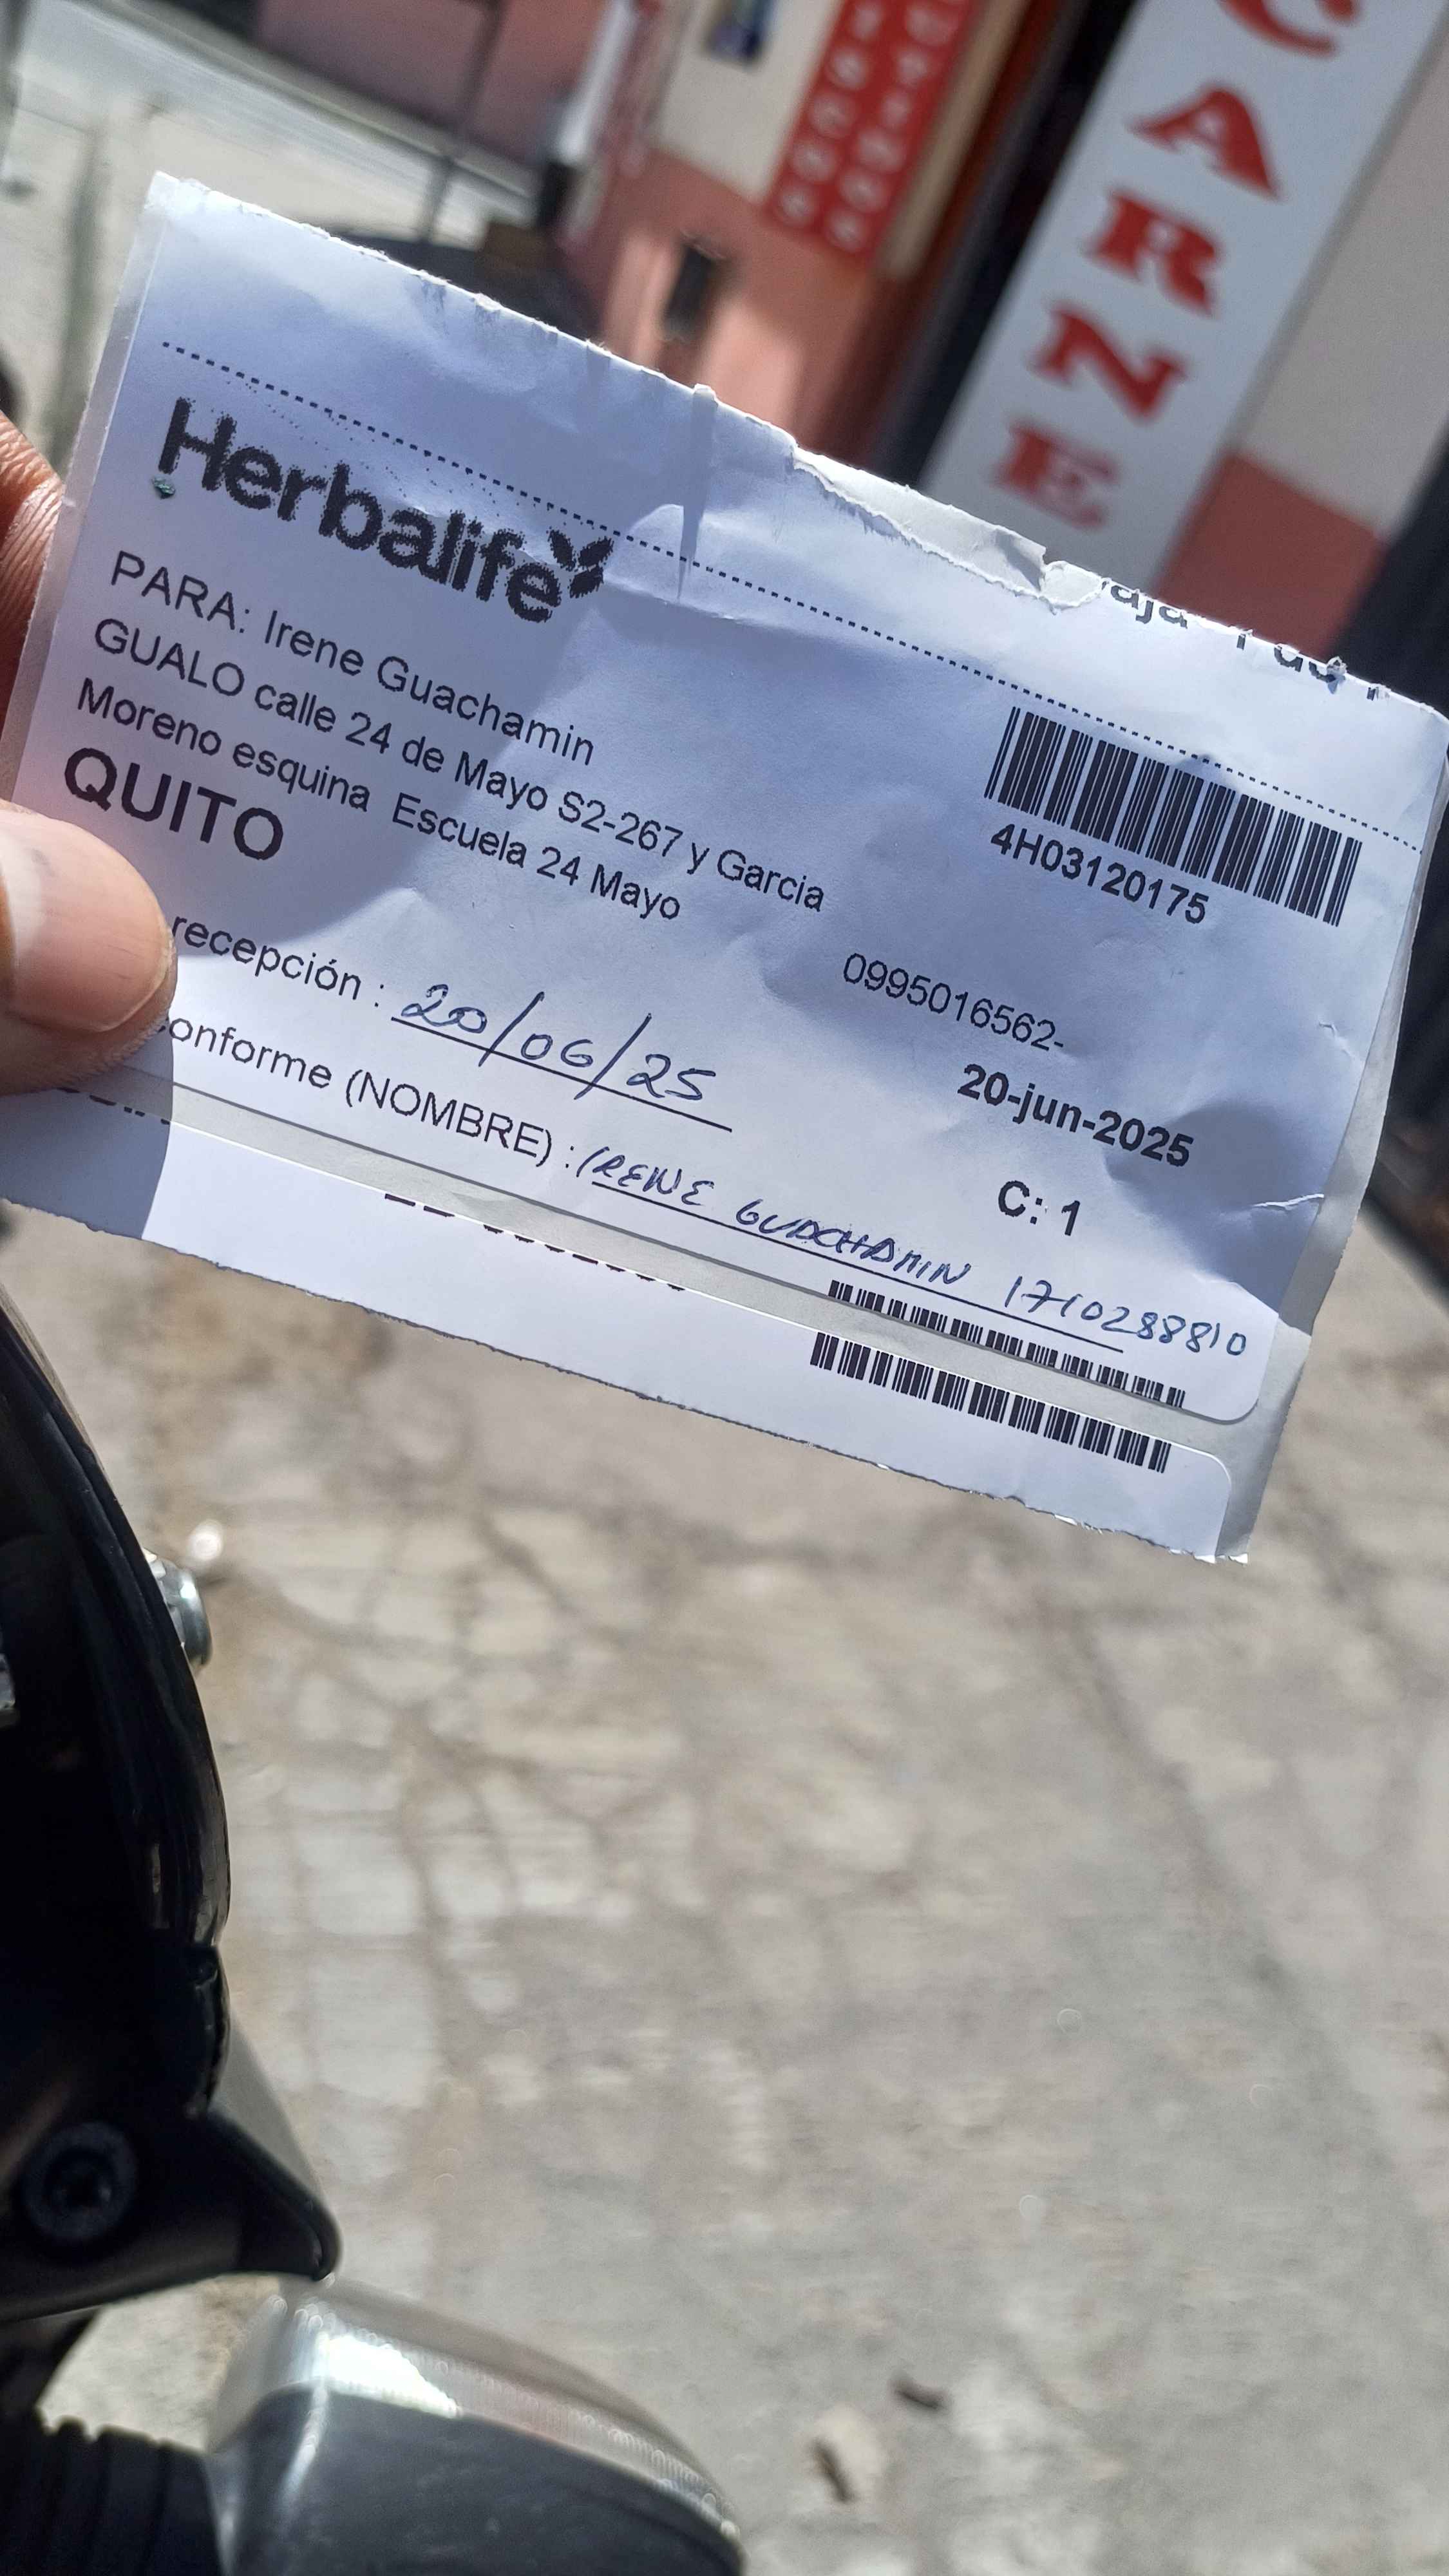 CARNE
Herbalife
PARA: Irene Guachamin
GUALO calle 24 de Mayo S2-267 y Garcia
Moreno esquina Escuela 24 Mayo
QUITO
4H03120175
0995016562-
recepción : 20/06/25
20-jun-2025
onforme (NOMBRE) : IRENE GUACHAMIN 1710288810
C: 1